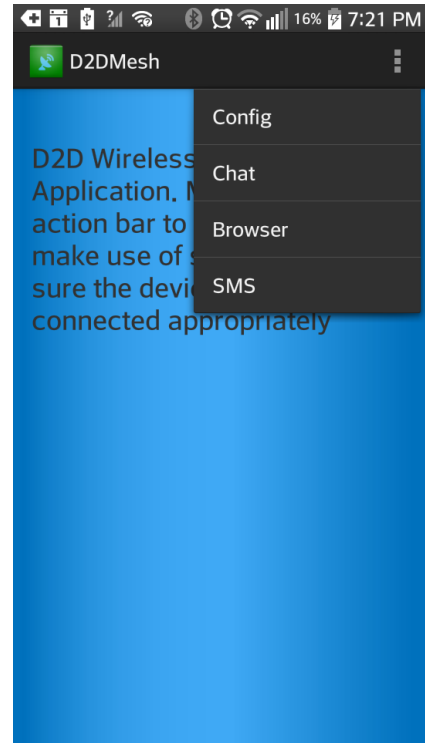 16% 7:21 PM
D2DMesh
Config
Chat
Browser
SMS
D2D Wireless
Application.
action bar to
make use of
sure the
connected appropriately